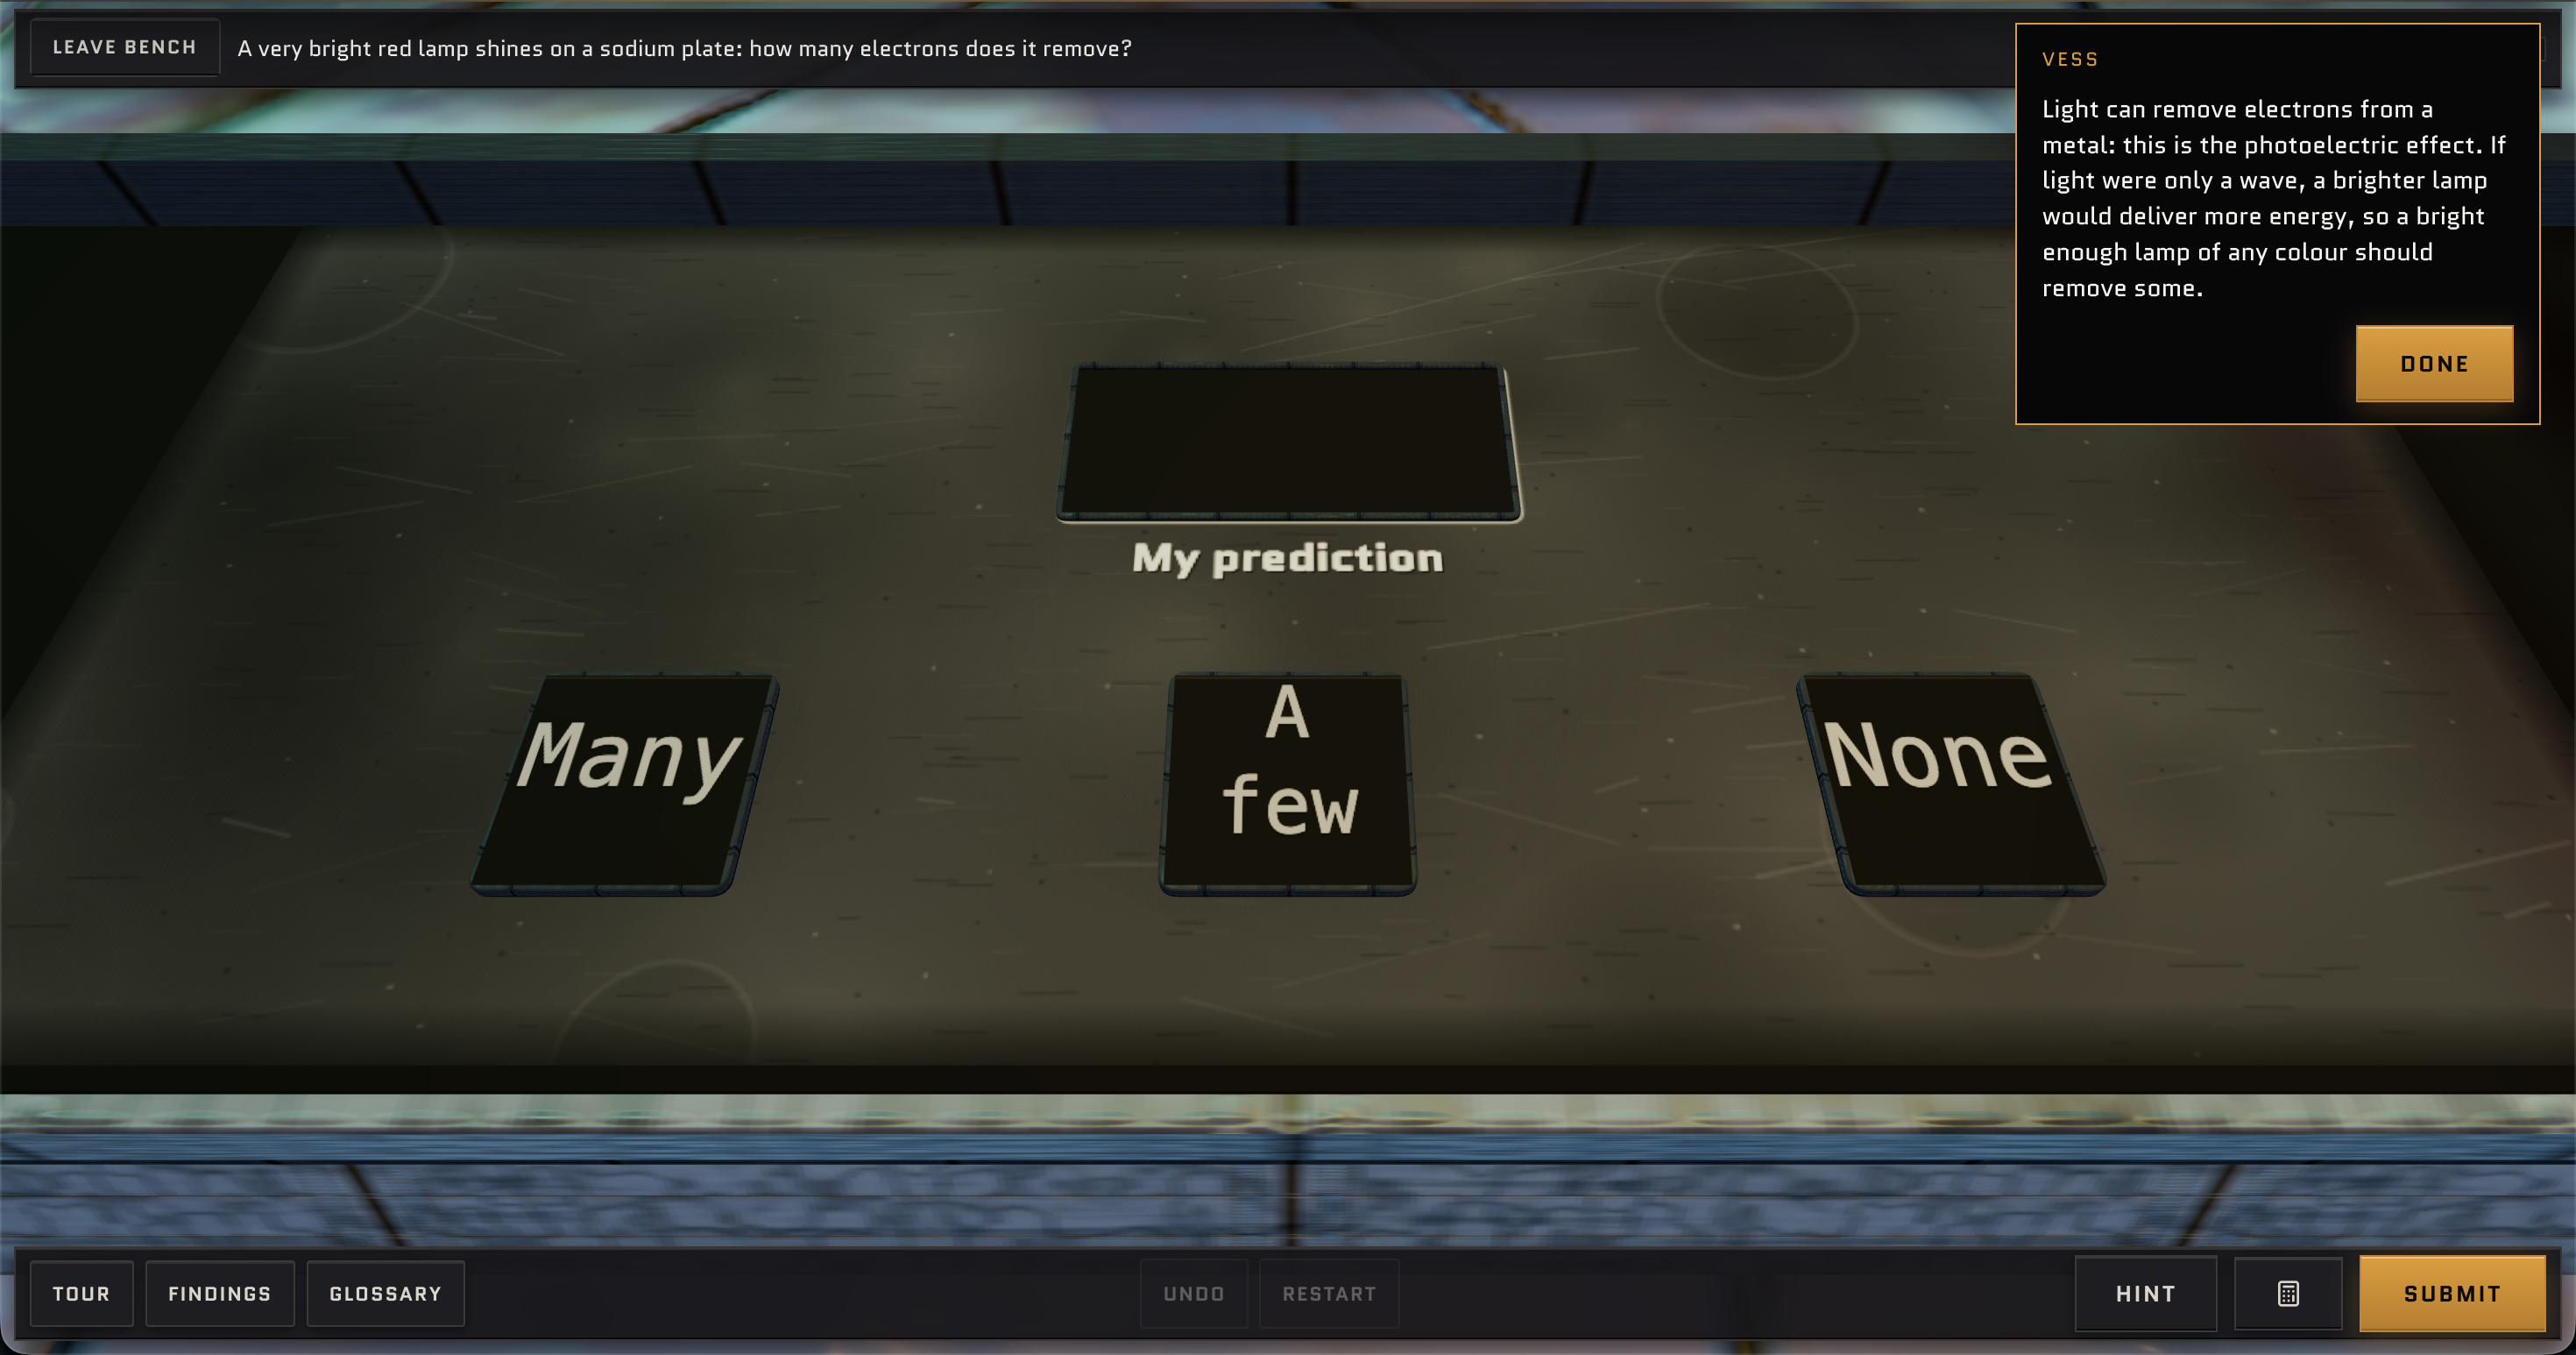 LEAVE BENCH
A very bright red lamp shines on a sodium plate: how many electrons does it remove?
VESS
Light can remove electrons from a
metal: this is the photoelectric effect. If
light were only a wave, a brighter lamp
would deliver more energy, so a bright
enough lamp of any colour should
remove some.
DONE
My prediction
Many
A
few
None
TOUR
FINDINGS
GLOSSARY
UNDO
RESTART
HINT
SUBMIT